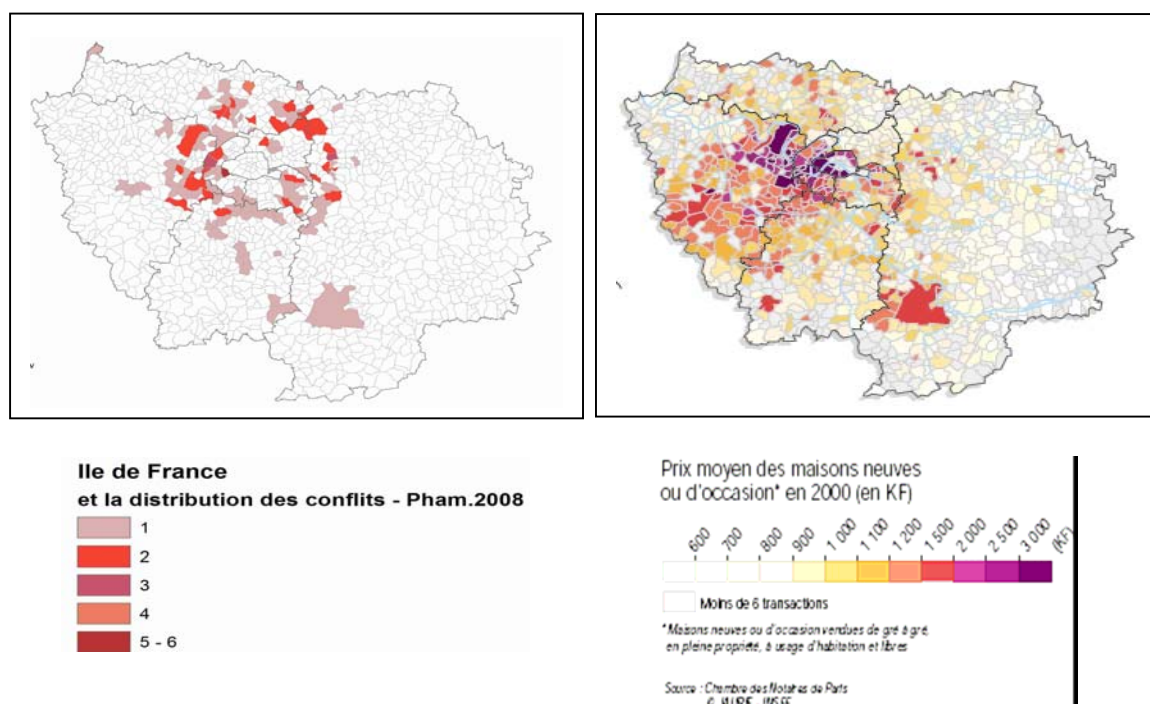 Ile de France
et la distribution des conflits - Pham.2008
1
2
3
4
5 - 6
Prix moyen des maisons neuves
ou d'occasion* en 2000 (en KF)
600 700 800 900 1 000 1 100 1 200 1 500 2 000 2 500 3 000 (KF)
Moins de 6 transactions
*Maisons neuves ou d'occasion vendues de gré à gré,
en pleine propriété, à usage d'habitation et libres
Source : Chambre des Notaires de Paris